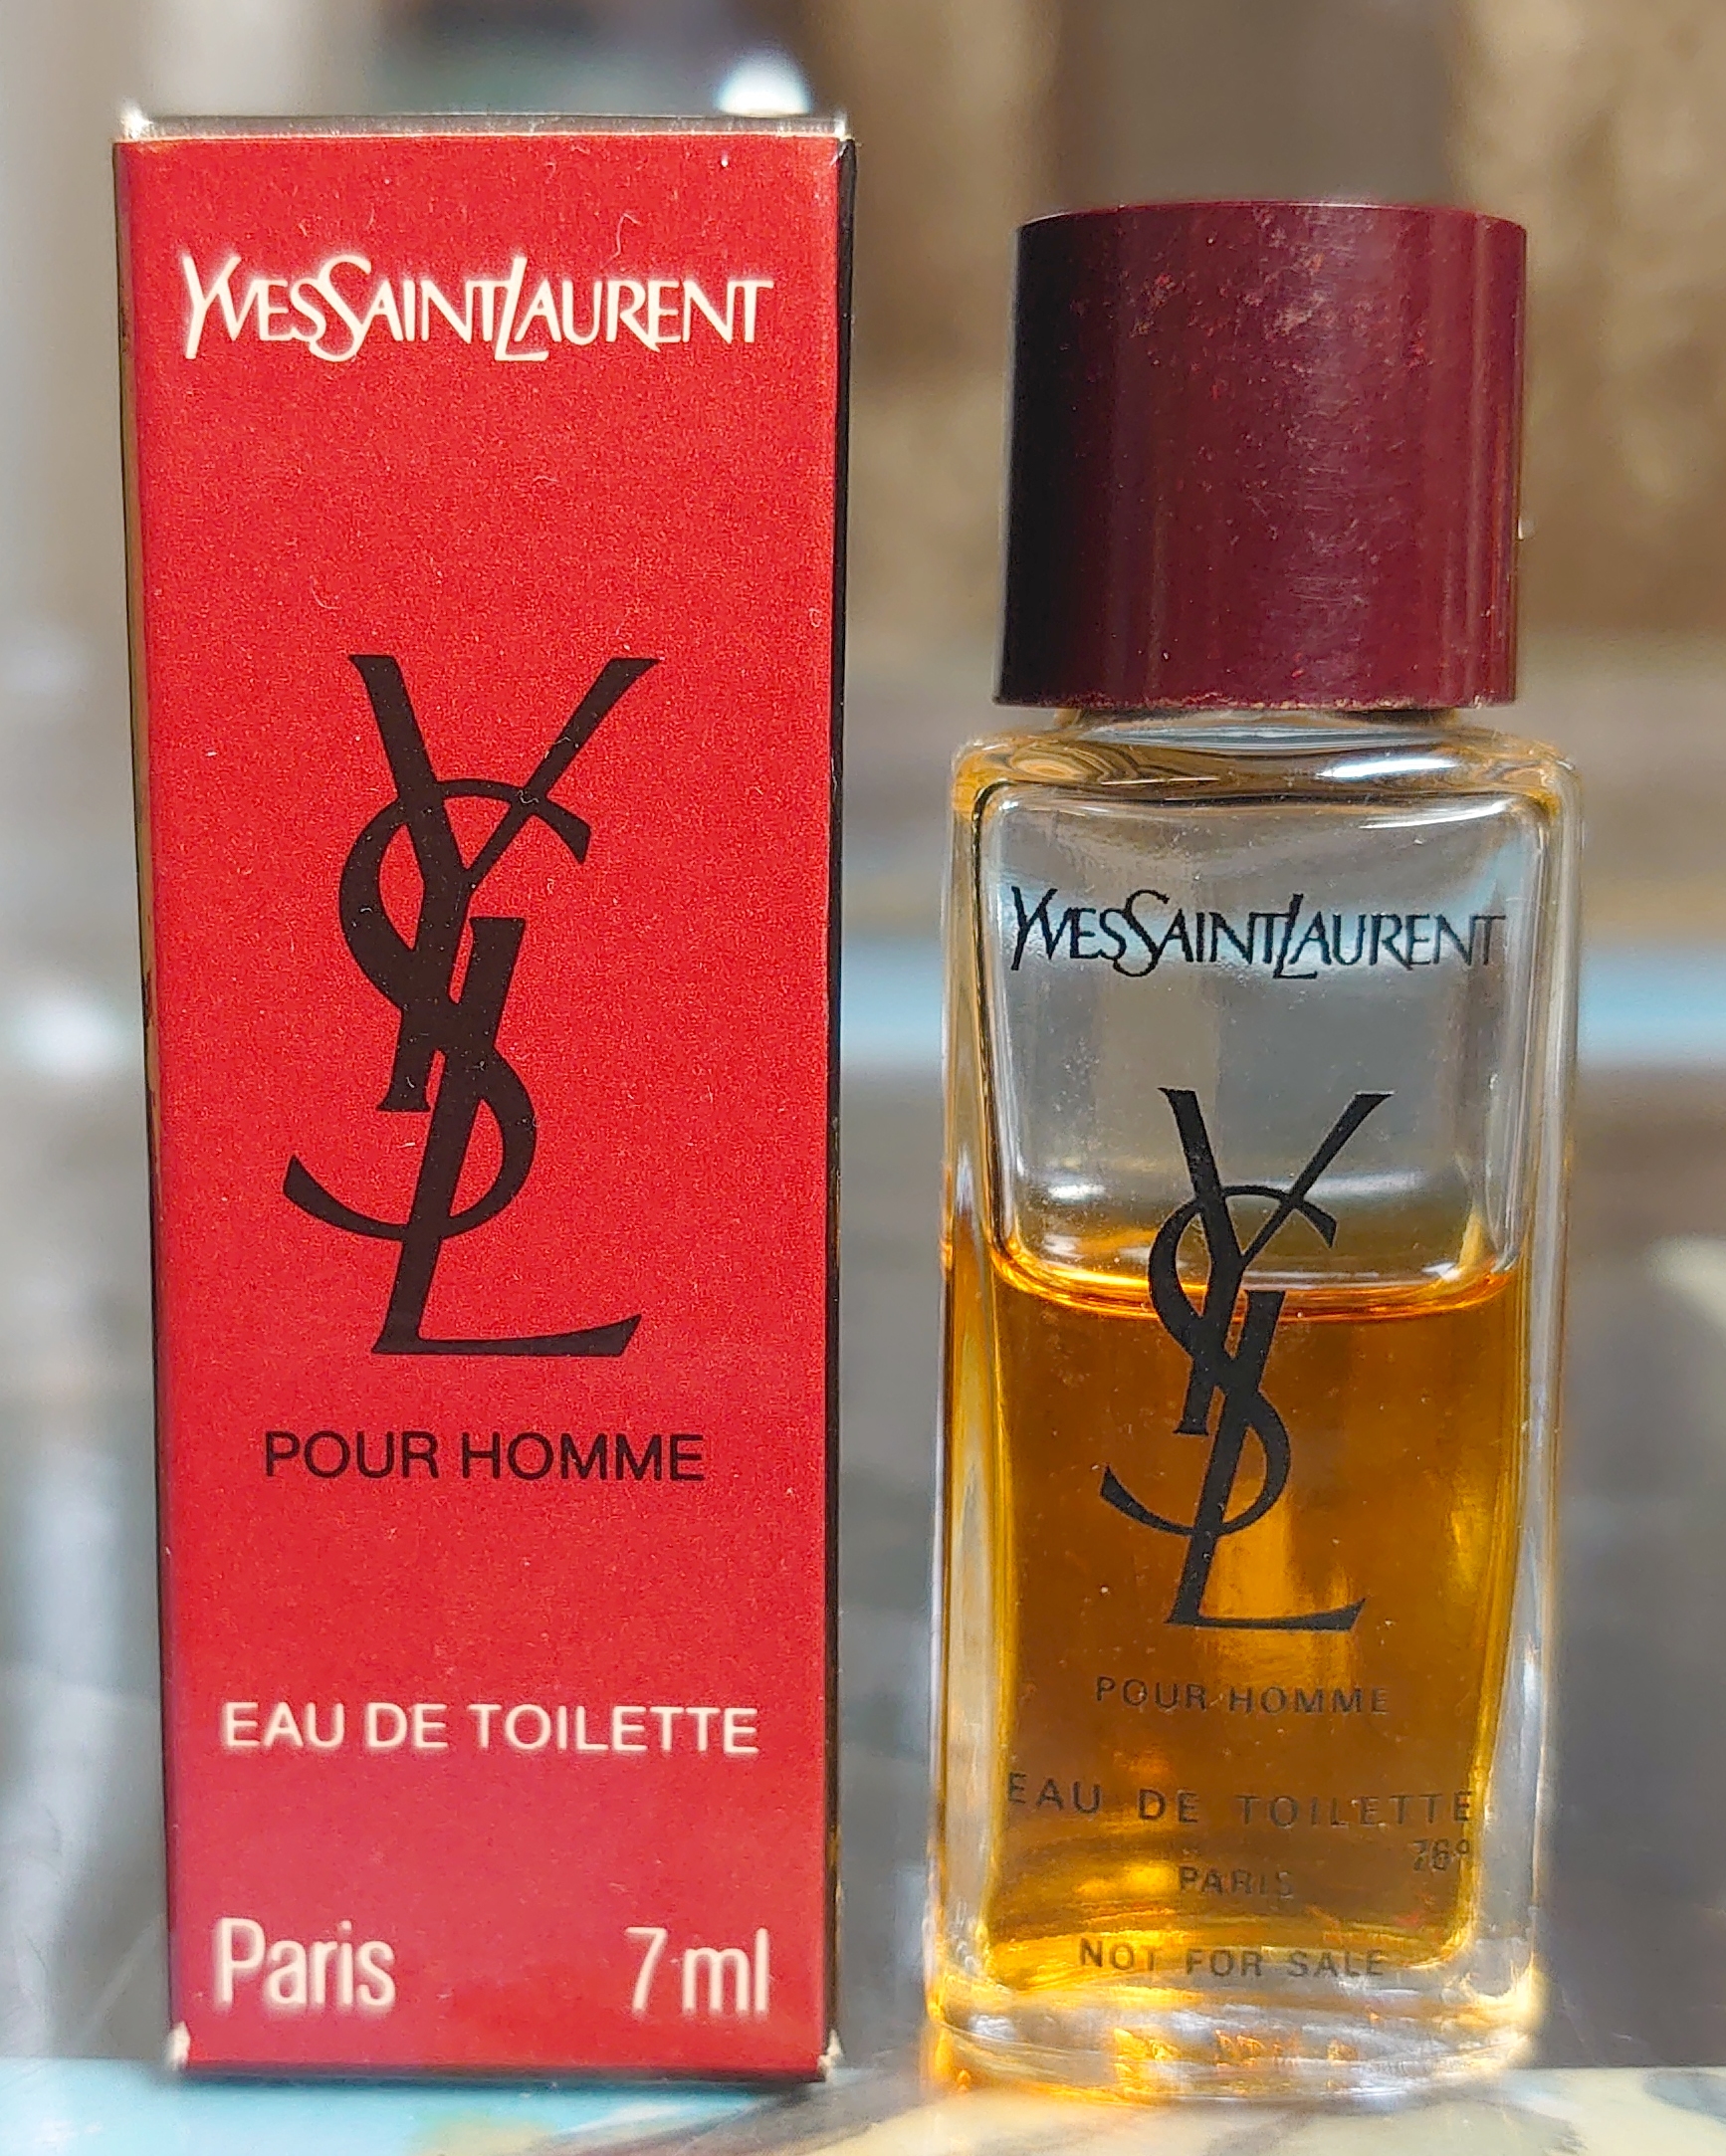 YVESSAINTLAURENT
YSL
POUR HOMME
EAU DE TOILETTE
Paris 7 ml
YVESSAINTLAURENT
YSL
POUR HOMME
EAU DE TOILETTE
76°
PARIS
NOT FOR SALE